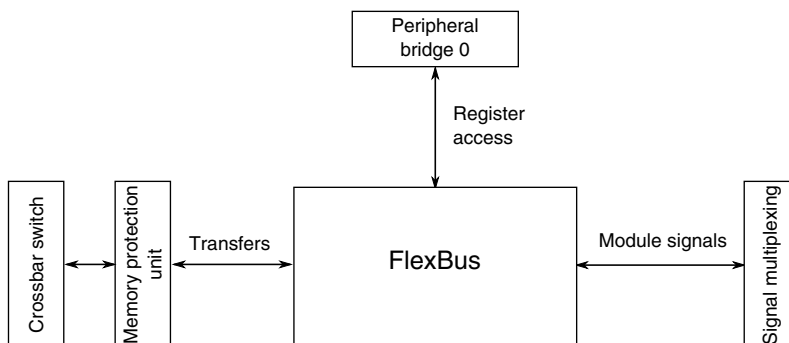 Peripheral
bridge 0
Register
access
Crossbar switch
Memory protection
unit
Transfers
FlexBus
Module signals
Signal multiplexing